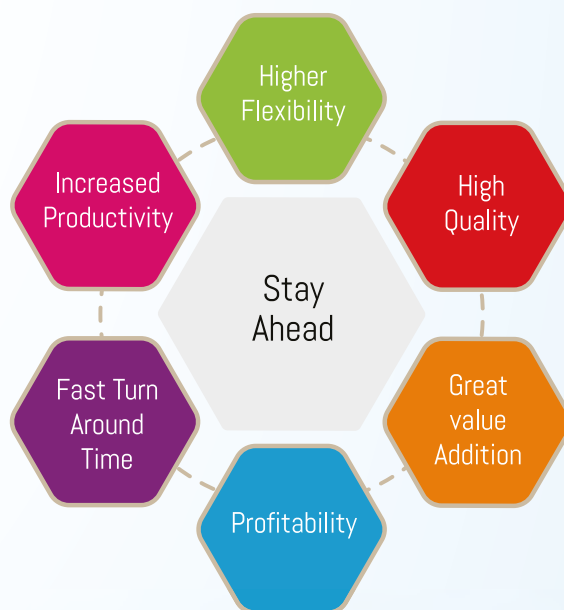 Higher
Flexibility
Increased
Productivity
High
Quality
Stay
Ahead
Fast Turn
Around
Time
Great
value
Addition
Profitability